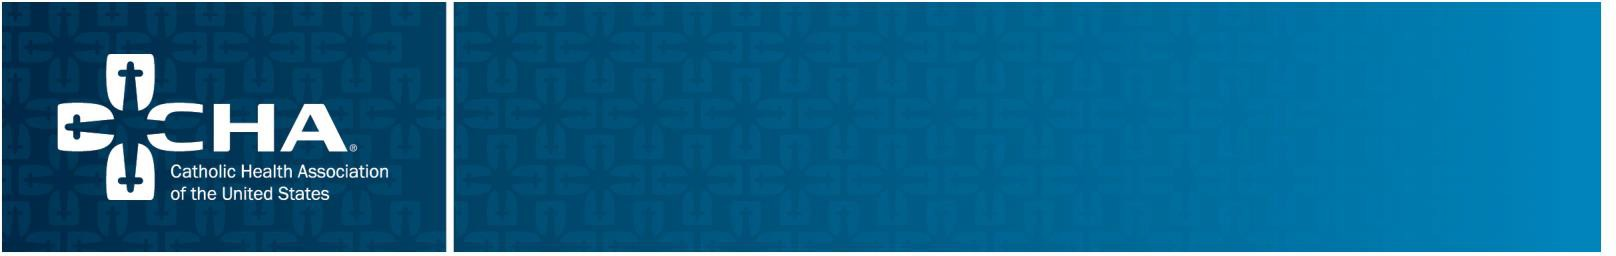 CHA®
Catholic Health Association
of the United States